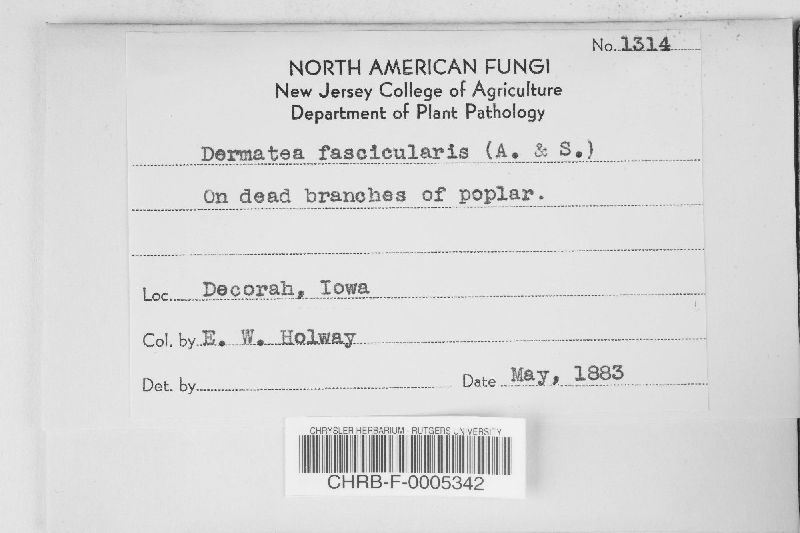 No. 1314
NORTH AMERICAN FUNGI
New Jersey College of Agriculture
Department of Plant Pathology
Dermatea fascicularis (A. & S.)
On dead branches of poplar.
Loc. Decorah, Iowa
Col. by E. W. Holway
Det. by
Date May, 1883
CHRYSLER HERBARIUM - RUTGERS UNIVERSITY
CHRB-F-0005342